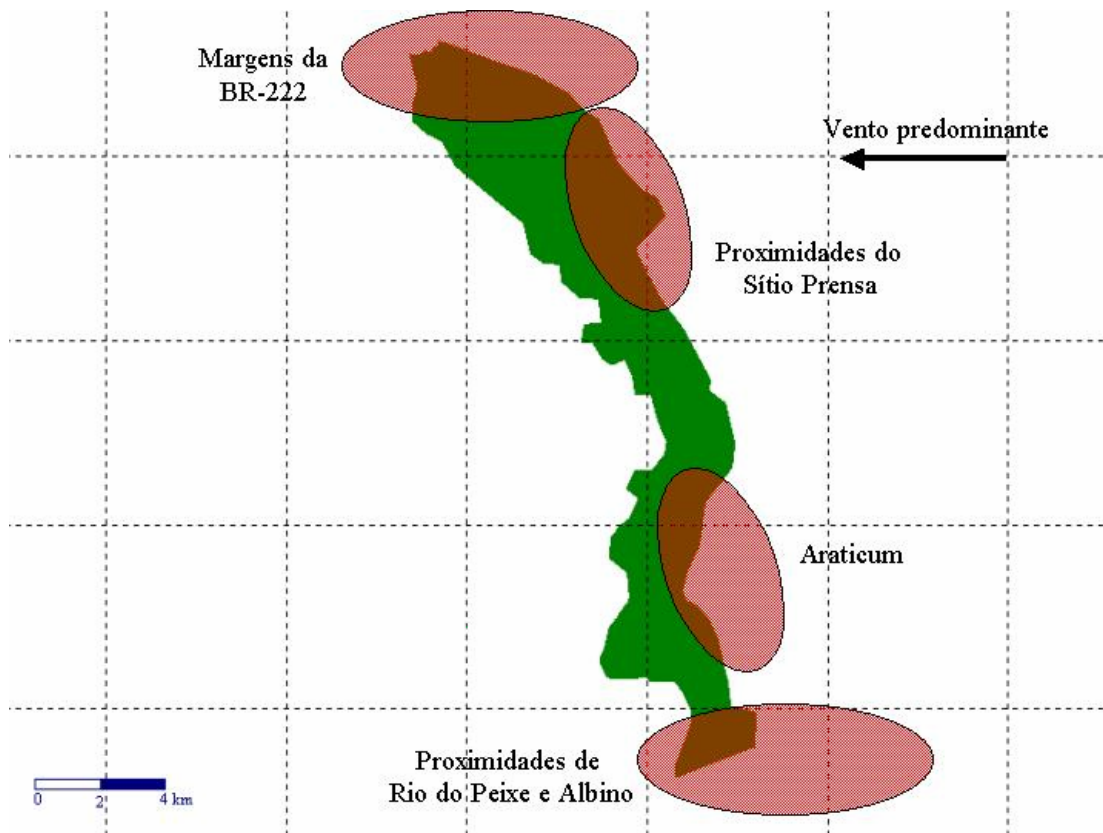 Margens da
BR-222
Vento predominante
Proximidades do
Sítio Prensa
Araticum
Proximidades de
Rio do Peixe e Albino
0 2 4 km